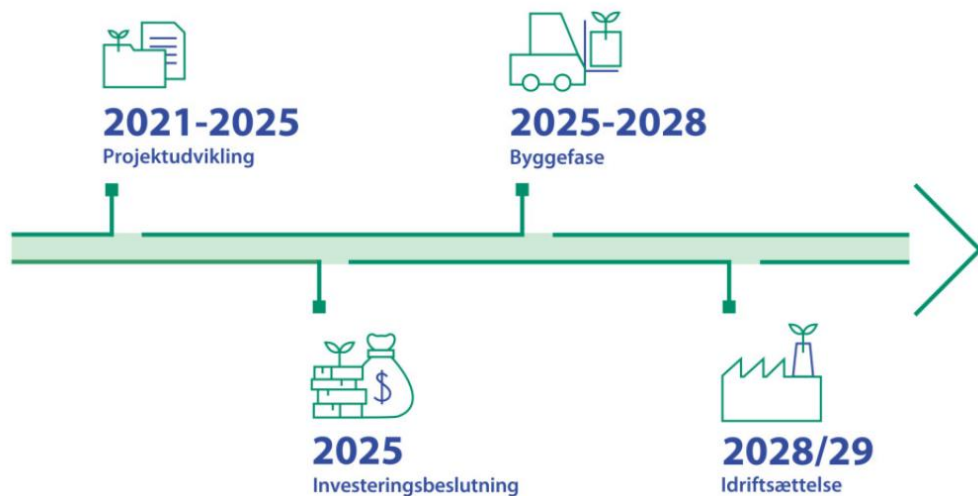 2021-2025
Projektudvikling
2025-2028
Byggefase
$
2025
Investeringsbeslutning
2028/29
Idriftsættelse